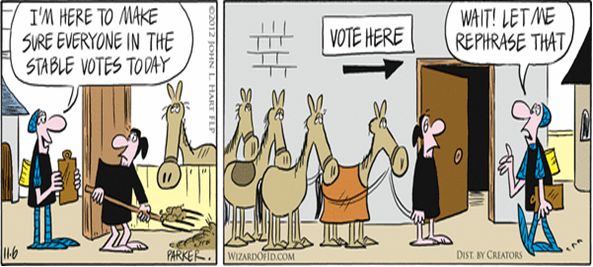 I'M HERE TO MAKE
SURE EVERYONE IN THE
STABLE VOTES TODAY
©2012 JOHN L. HART FLP
11·6
PARKER.
VOTE HERE
WAIT! LET ME
REPHRASE THAT
WIZARDOFID.COM
DIST. BY CREATORS